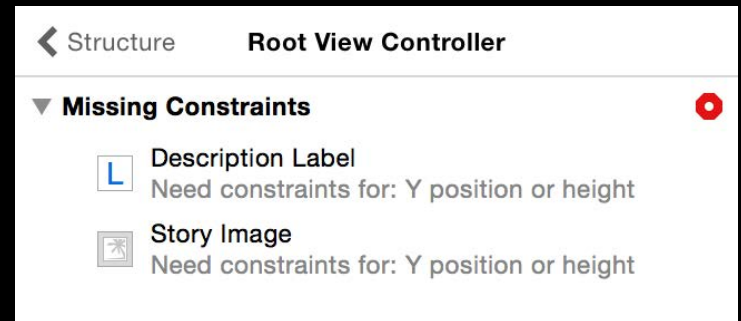 Structure Root View Controller
Missing Constraints
L Description Label
Need constraints for: Y position or height
Story Image
Need constraints for: Y position or height